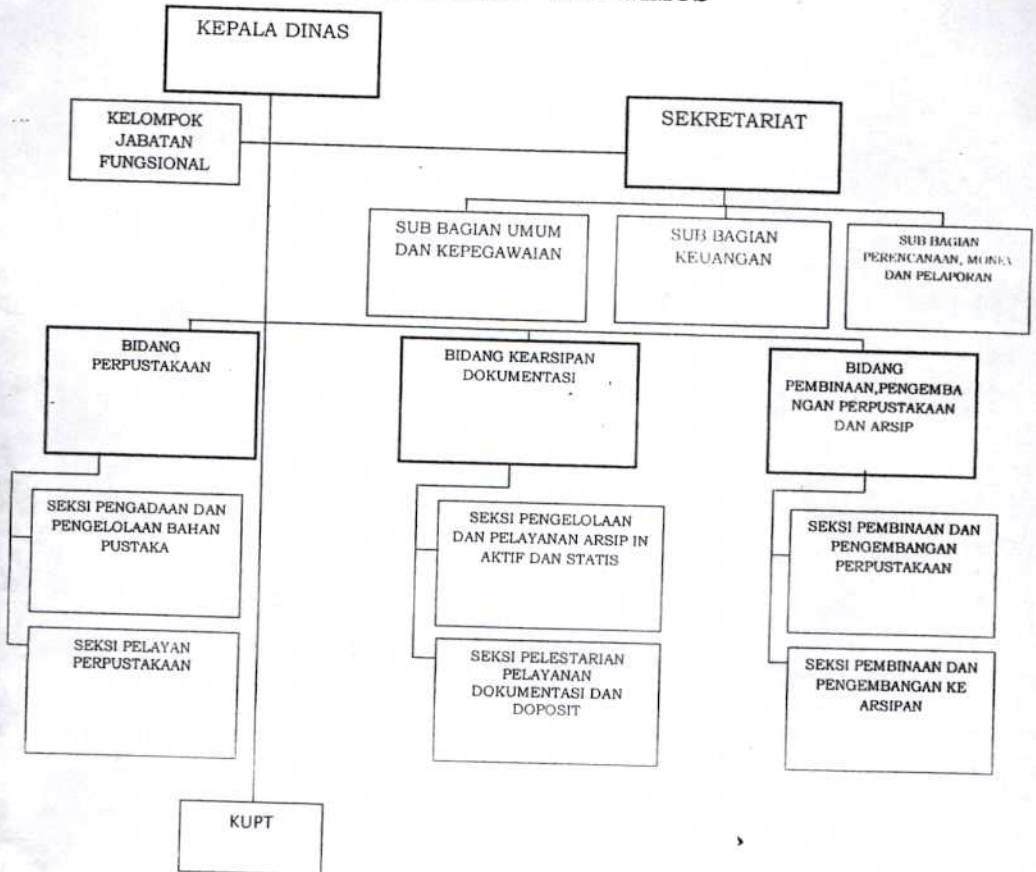 KEPALA DINAS
KELOMPOK
JABATAN
FUNGSIONAL
SEKRETARIAT
SUB BAGIAN UMUM
DAN KEPEGAWAIAN
SUB BAGIAN
KEUANGAN
SUB BAGIAN
PERENCANAAN, MONEV
DAN PELAPORAN
BIDANG
PERPUSTAKAAN
BIDANG KEARSIPAN
DOKUMENTASI
BIDANG
PEMBINAAN,PENGEMBA
NGAN PERPUSTAKAAN
DAN ARSIP
SEKSI PENGADAAN DAN
PENGELOLAAN BAHAN
PUSTAKA
SEKSI PENGELOLAAN
DAN PELAYANAN ARSIP IN
AKTIF DAN STATIS
SEKSI PEMBINAAN DAN
PENGEMBANGAN
PERPUSTAKAAN
SEKSI PELAYAN
PERPUSTAKAAN
SEKSI PELESTARIAN
PELAYANAN
DOKUMENTASI DAN
DOPOSIT
SEKSI PEMBINAAN DAN
PENGEMBANGAN KE
ARSIPAN
KUPT